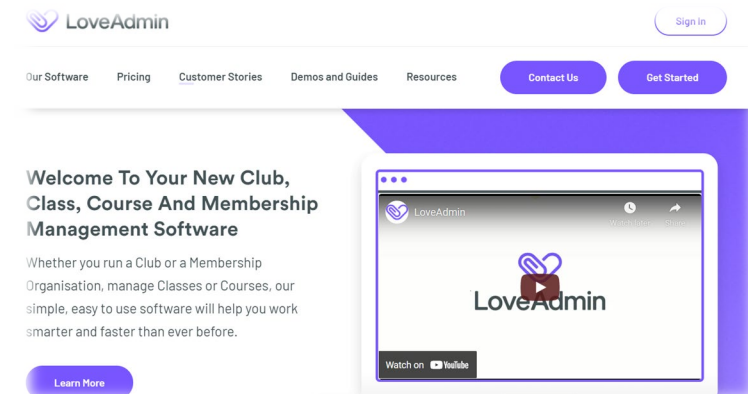 LoveAdmin
Sign in
Our Software Pricing Customer Stories Demos and Guides Resources Contact Us Get Started
Welcome To Your New Club,
Class, Course And Membership
Management Software
Whether you run a Club or a Membership
Organisation, manage Classes or Courses, our
simple, easy to use software will help you work
smarter and faster than ever before.
Learn More
LoveAdmin
LoveAdmin
Watch on YouTube